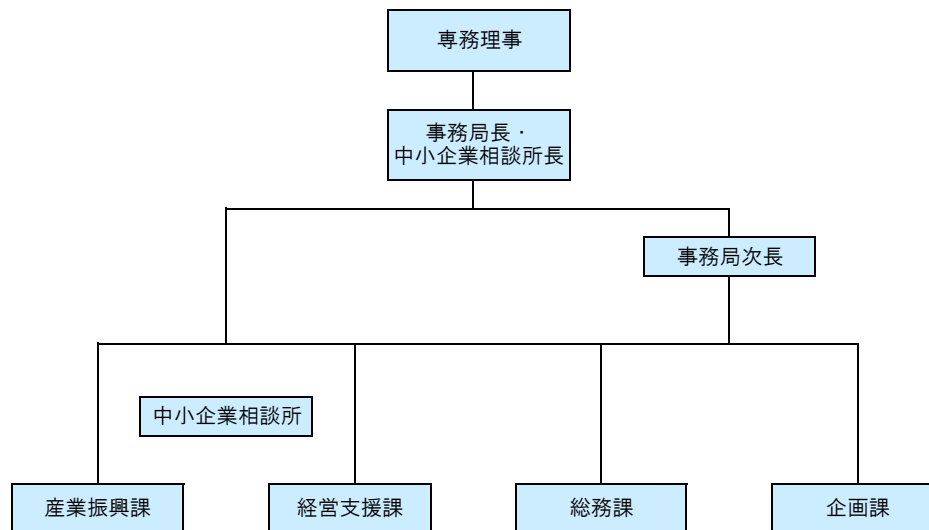 専務理事
事務局長・
中小企業相談所長
事務局次長
中小企業相談所
産業振興課
経営支援課
総務課
企画課